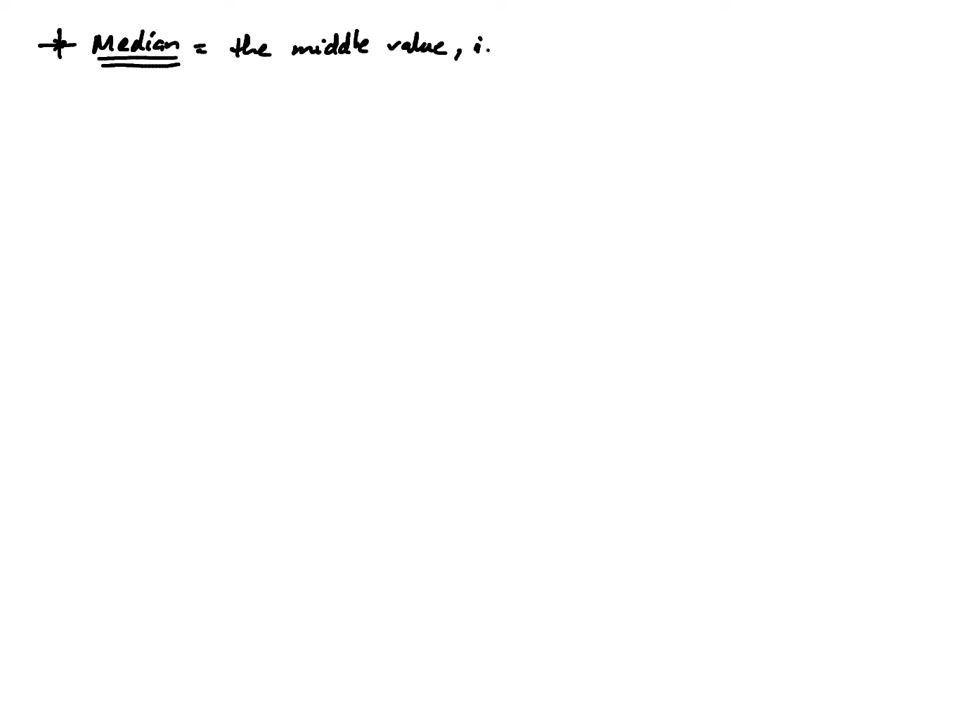 * Median = the middle value, i.